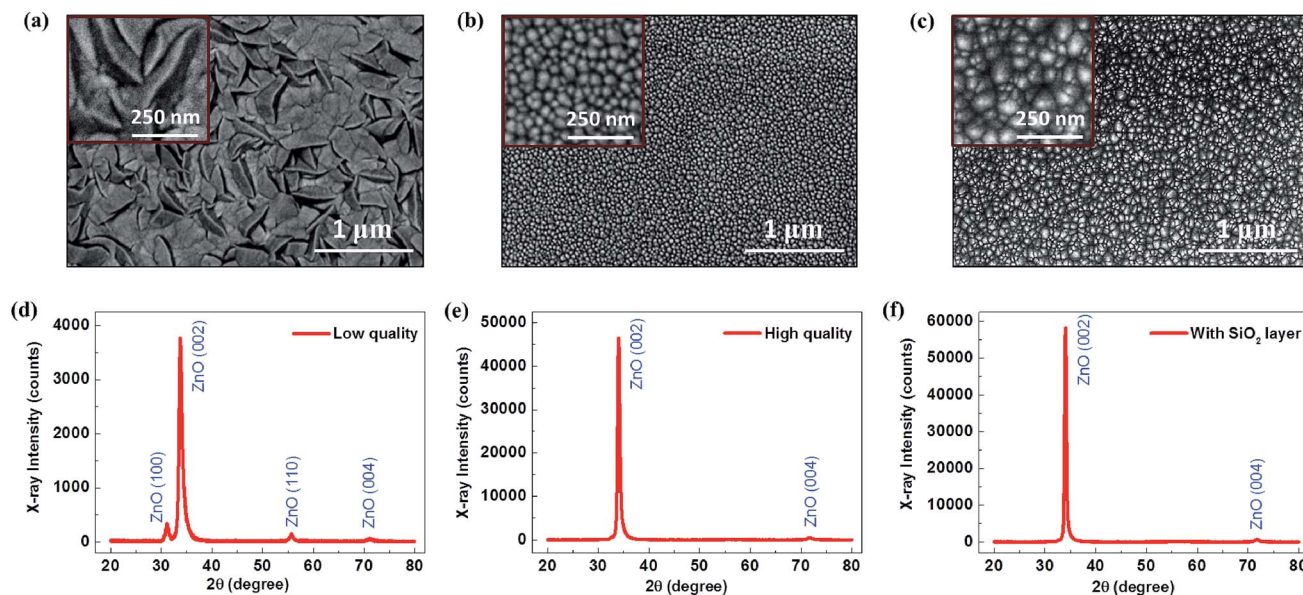 (a)
250 nm
1 μm
(b)
250 nm
1 μm
(c)
250 nm
1 μm
(d)
4000
3000
2000
1000
0
20 30 40 50 60 70 80
X-ray Intensity (counts)
2θ (degree)
Low quality
ZnO (100)
ZnO (002)
ZnO (110)
ZnO (004)
(e)
50000
40000
30000
20000
10000
0
20 30 40 50 60 70 80
X-ray Intensity (counts)
2θ (degree)
High quality
ZnO (002)
ZnO (004)
(f)
60000
50000
40000
30000
20000
10000
0
20 30 40 50 60 70 80
X-ray Intensity (counts)
2θ (degree)
With SiO₂ layer
ZnO (002)
ZnO (004)